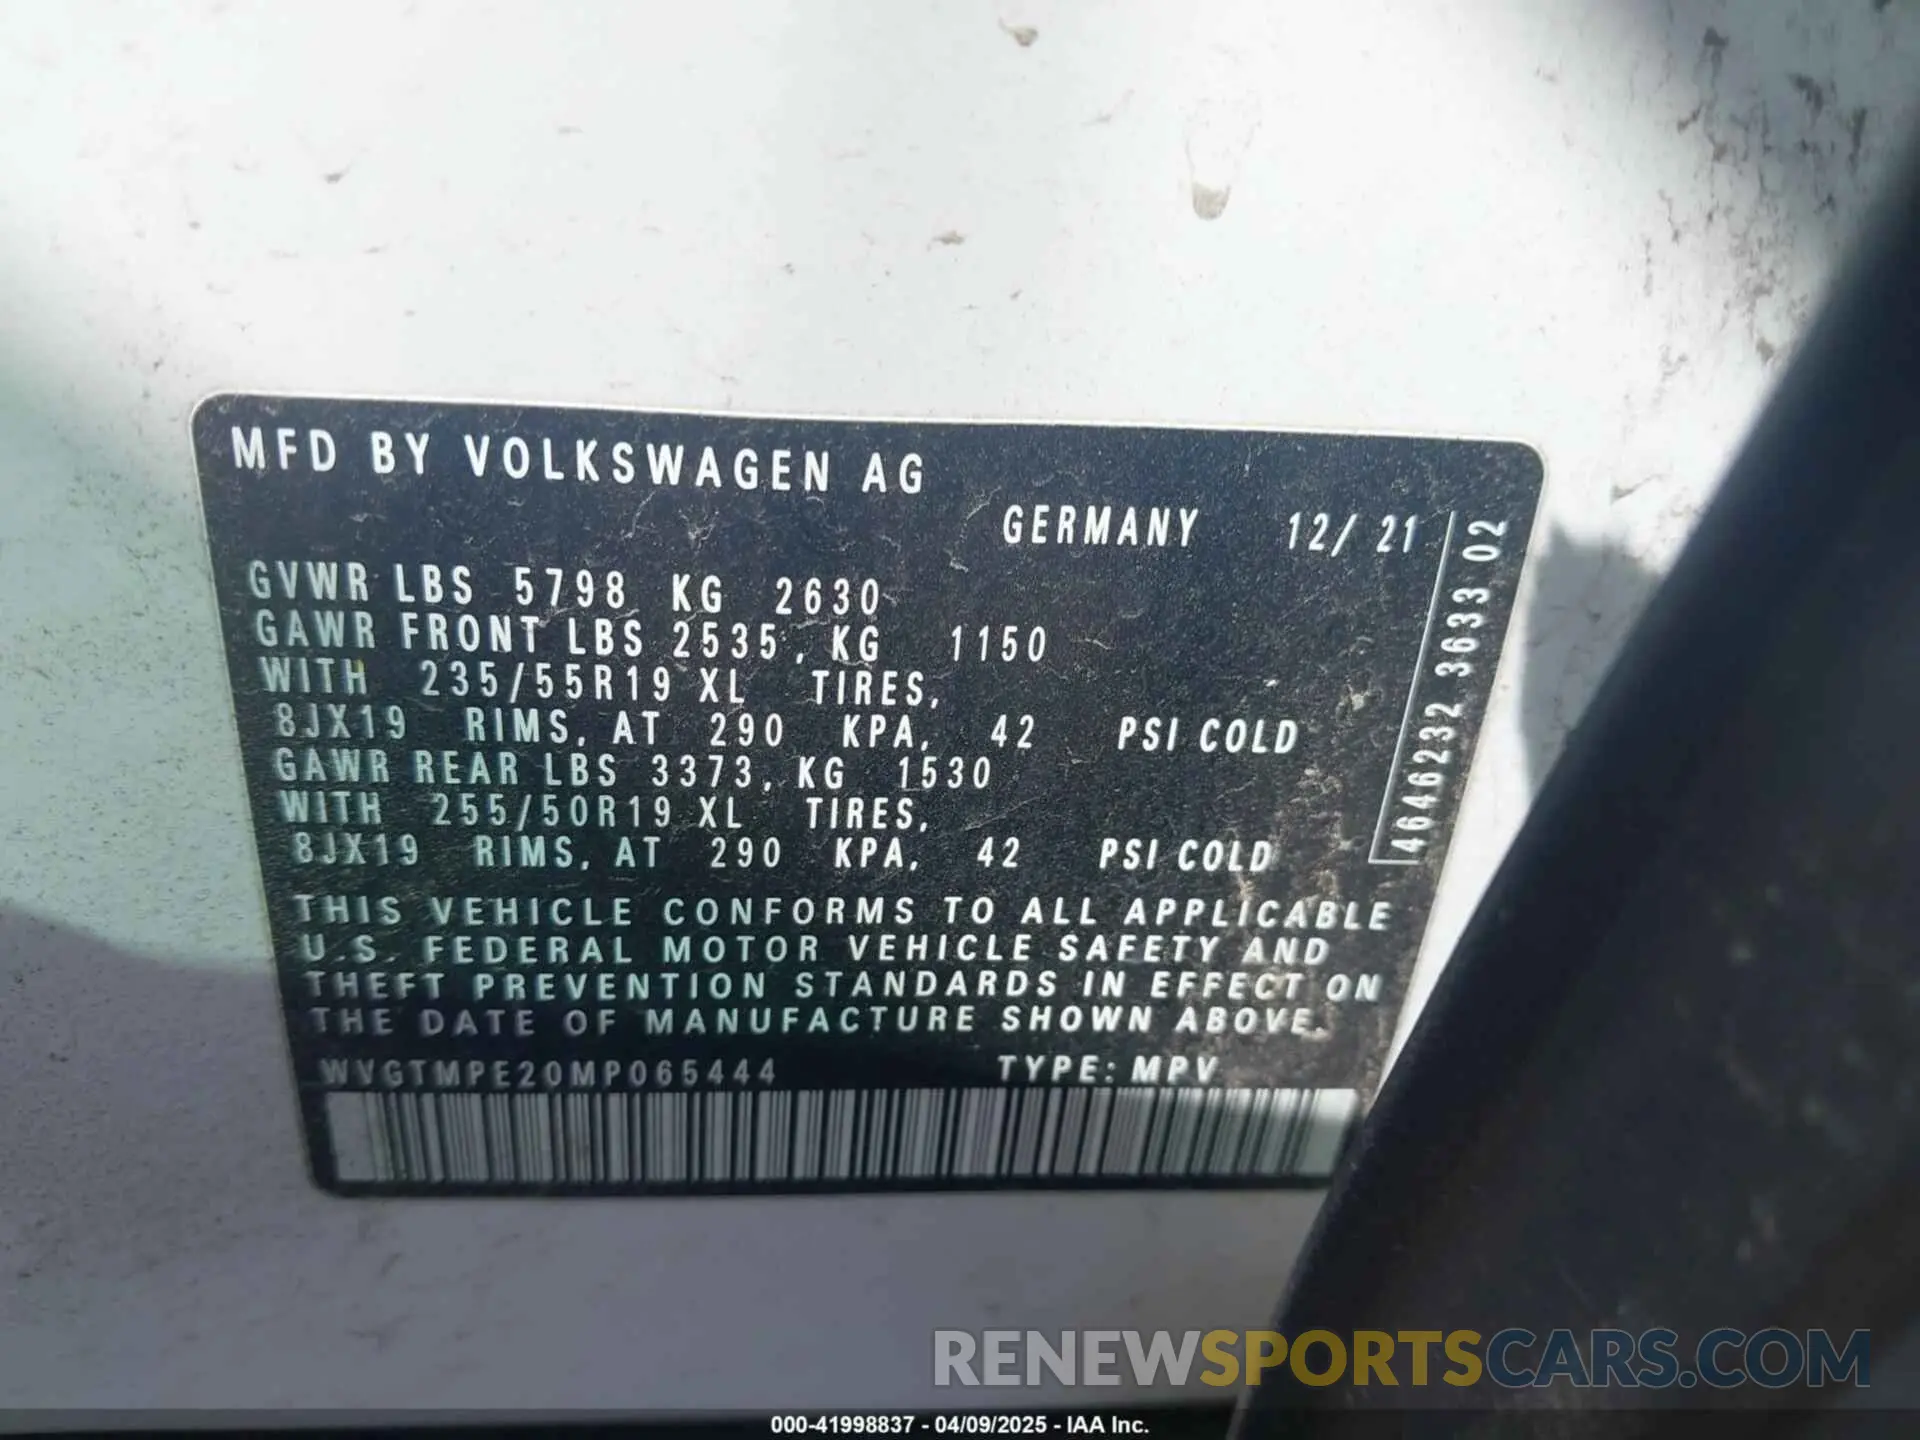 MFD BY VOLKSWAGEN AG
GERMANY 12/ 21
GVWR LBS 5798 KG 2630
GAWR FRONT LBS 2535, KG 1150
WITH 235/55R19 XL TIRES,
8JX19 RIMS, AT 290 KPA, 42 PSI COLD
GAWR REAR LBS 3373, KG 1530
WITH 255/50R19 XL TIRES,
8JX19 RIMS, AT 290 KPA, 42 PSI COLD
THIS VEHICLE CONFORMS TO ALL APPLICABLE
U.S. FEDERAL MOTOR VEHICLE SAFETY AND
THEFT PREVENTION STANDARDS IN EFFECT ON
THE DATE OF MANUFACTURE SHOWN ABOVE.
WVGTMPE20MP065444 TYPE: MPV
4646232 3633 02
RENEWSPORTSCARS.COM
000-41998837 - 04/09/2025 - IAA Inc.